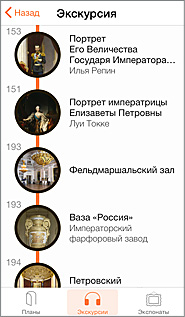 Назад
Экскурсия
153
Портрет
Его Величества
Государя Императора...
Илья Репин
151
Портрет императрицы
Елизаветы Петровны
Луи Токке
193
Фельдмаршальский зал
193
Ваза «Россия»
Императорский
фарфоровый завод
194
Петровский
Планы
Экскурсии
Экспонаты